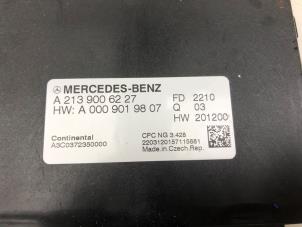 MERCEDES-BENZ
A 213 900 62 27 FD 2210
HW: A 000 901 98 07 Q 03
HW 201200
Continental CPC NG 3.428
A3C0372350000 2203120157115681
Made in Czech.Rep.